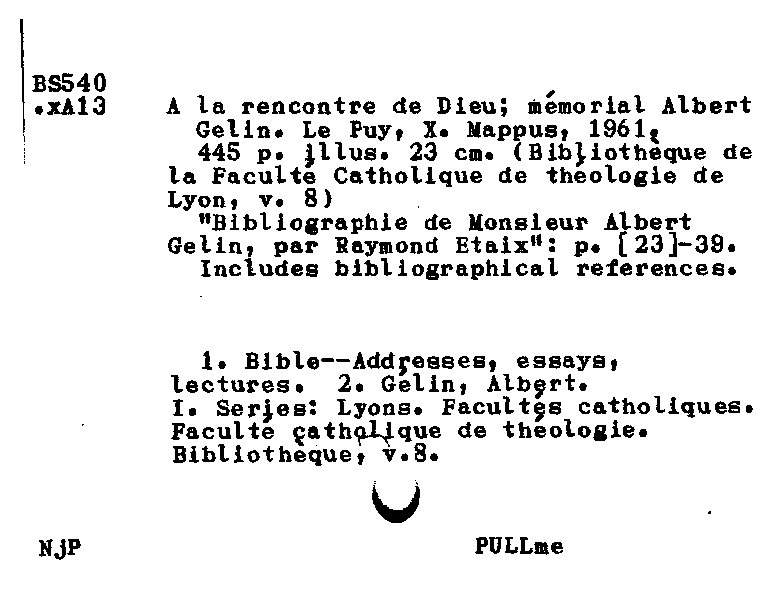 BS540
.xA13 A la rencontre de Dieu; mémorial Albert
Gelin. Le Puy, X. Mappus, 1961.
445 p. illus. 23 cm. (Bibliothèque de
la Faculté Catholique de théologie de
Lyon, v. 8)
"Bibliographie de Monsieur Albert
Gelin, par Raymond Etaix": p. [23]-39.
Includes bibliographical references.
1. Bible--Addresses, essays,
lectures. 2. Gélin, Albert.
I. Series: Lyons. Facultés catholiques.
Faculté catholique de théologie.
Bibliothèque, v.8.
NjP PULLme